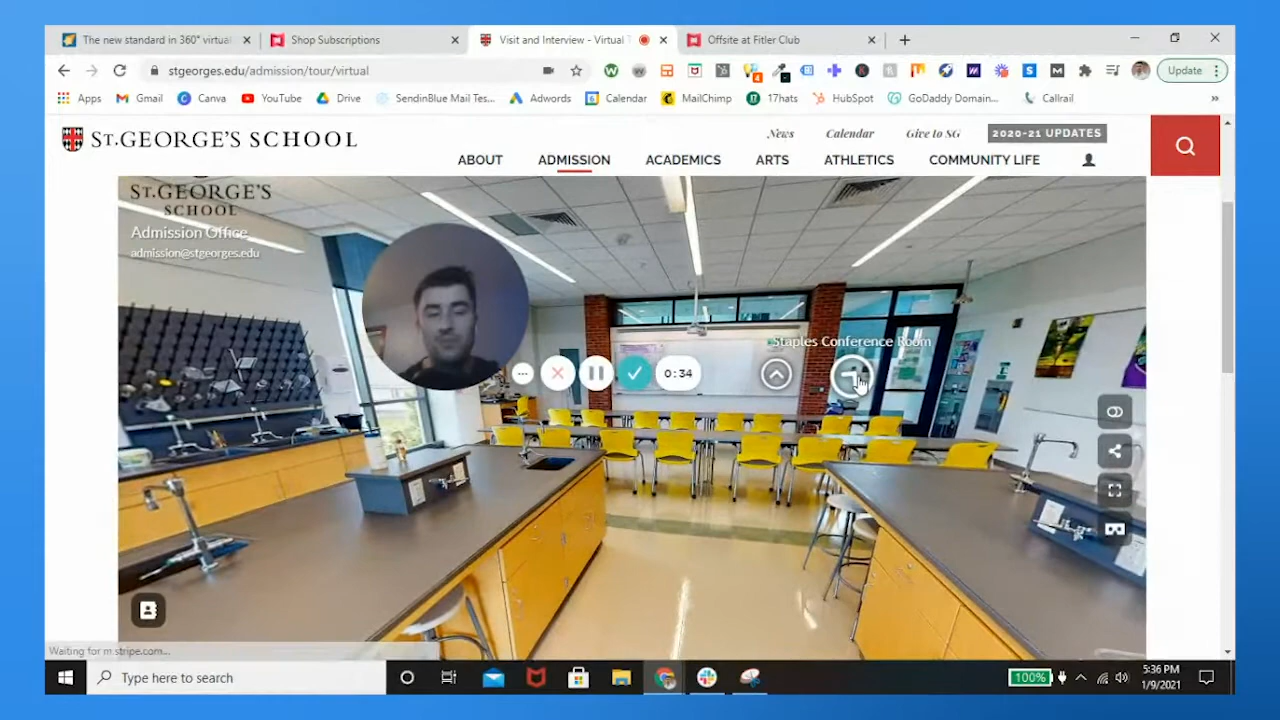 The new standard in 360° virtual
Shop Subscriptions
Visit and Interview - Virtual T
Offsite at Fitler Club
stgeorges.edu/admission/tour/virtual
Update
Apps
Gmail
Canva
YouTube
Drive
SendinBlue Mail Tes...
Adwords
Calendar
MailChimp
17hats
HubSpot
GoDaddy Domain...
Callrail
ST. GEORGE'S SCHOOL
News
Calendar
Give to SG
2020-21 UPDATES
ABOUT
ADMISSION
ACADEMICS
ARTS
ATHLETICS
COMMUNITY LIFE
ST.GEORGE'S
SCHOOL
Admission Office
admission@stgeorges.edu
Staples Conference Room
0:34
Waiting for m.stripe.com...
Type here to search
100%
5:36 PM
1/9/2021